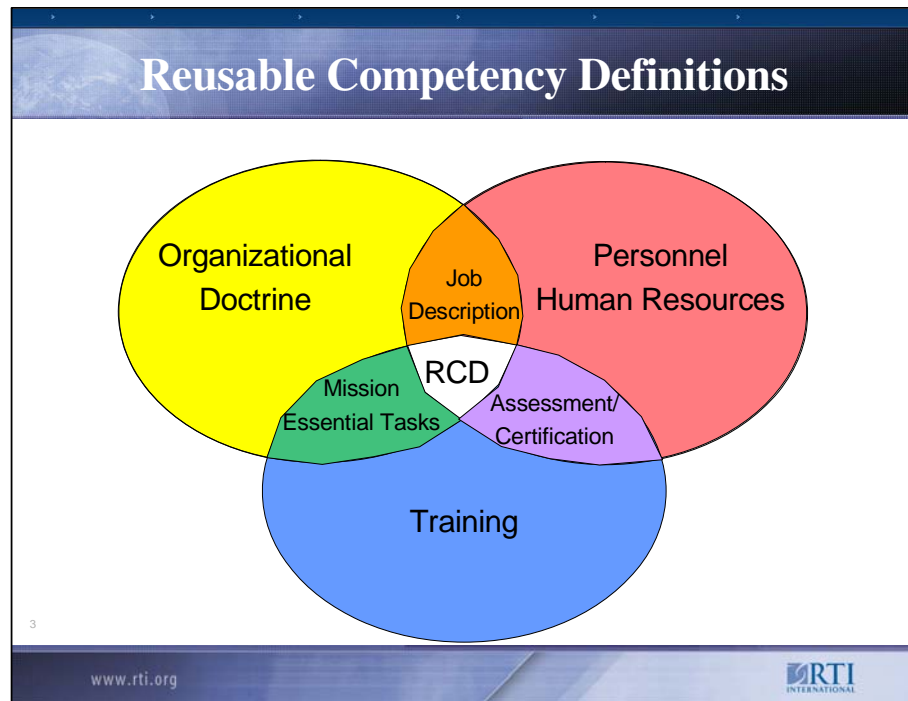 Reusable Competency Definitions
Organizational
Doctrine
Personnel
Human Resources
Job
Description
RCD
Mission
Essential Tasks
Assessment/
Certification
Training
3
www.rti.org
RTI
INTERNATIONAL